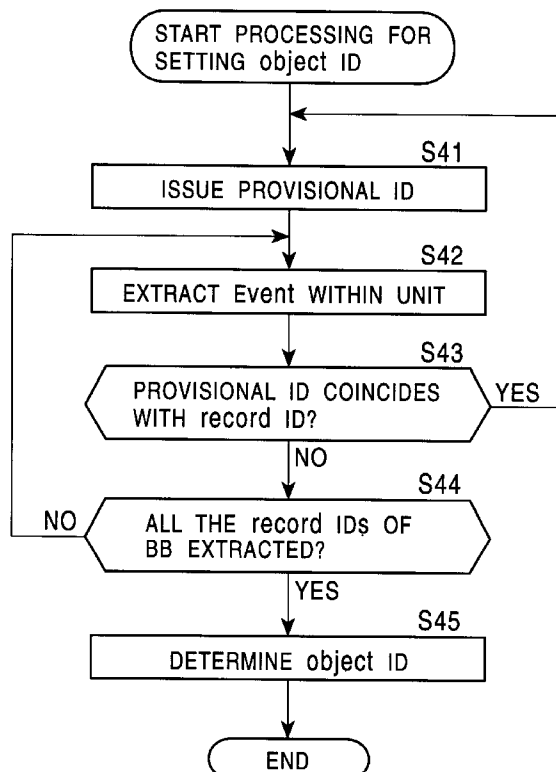 START PROCESSING FOR
SETTING object ID
S41
ISSUE PROVISIONAL ID
S42
EXTRACT Event WITHIN UNIT
S43
PROVISIONAL ID COINCIDES
WITH record ID?
YES
NO
S44
NO
ALL THE record IDs OF
BB EXTRACTED?
YES
S45
DETERMINE object ID
END